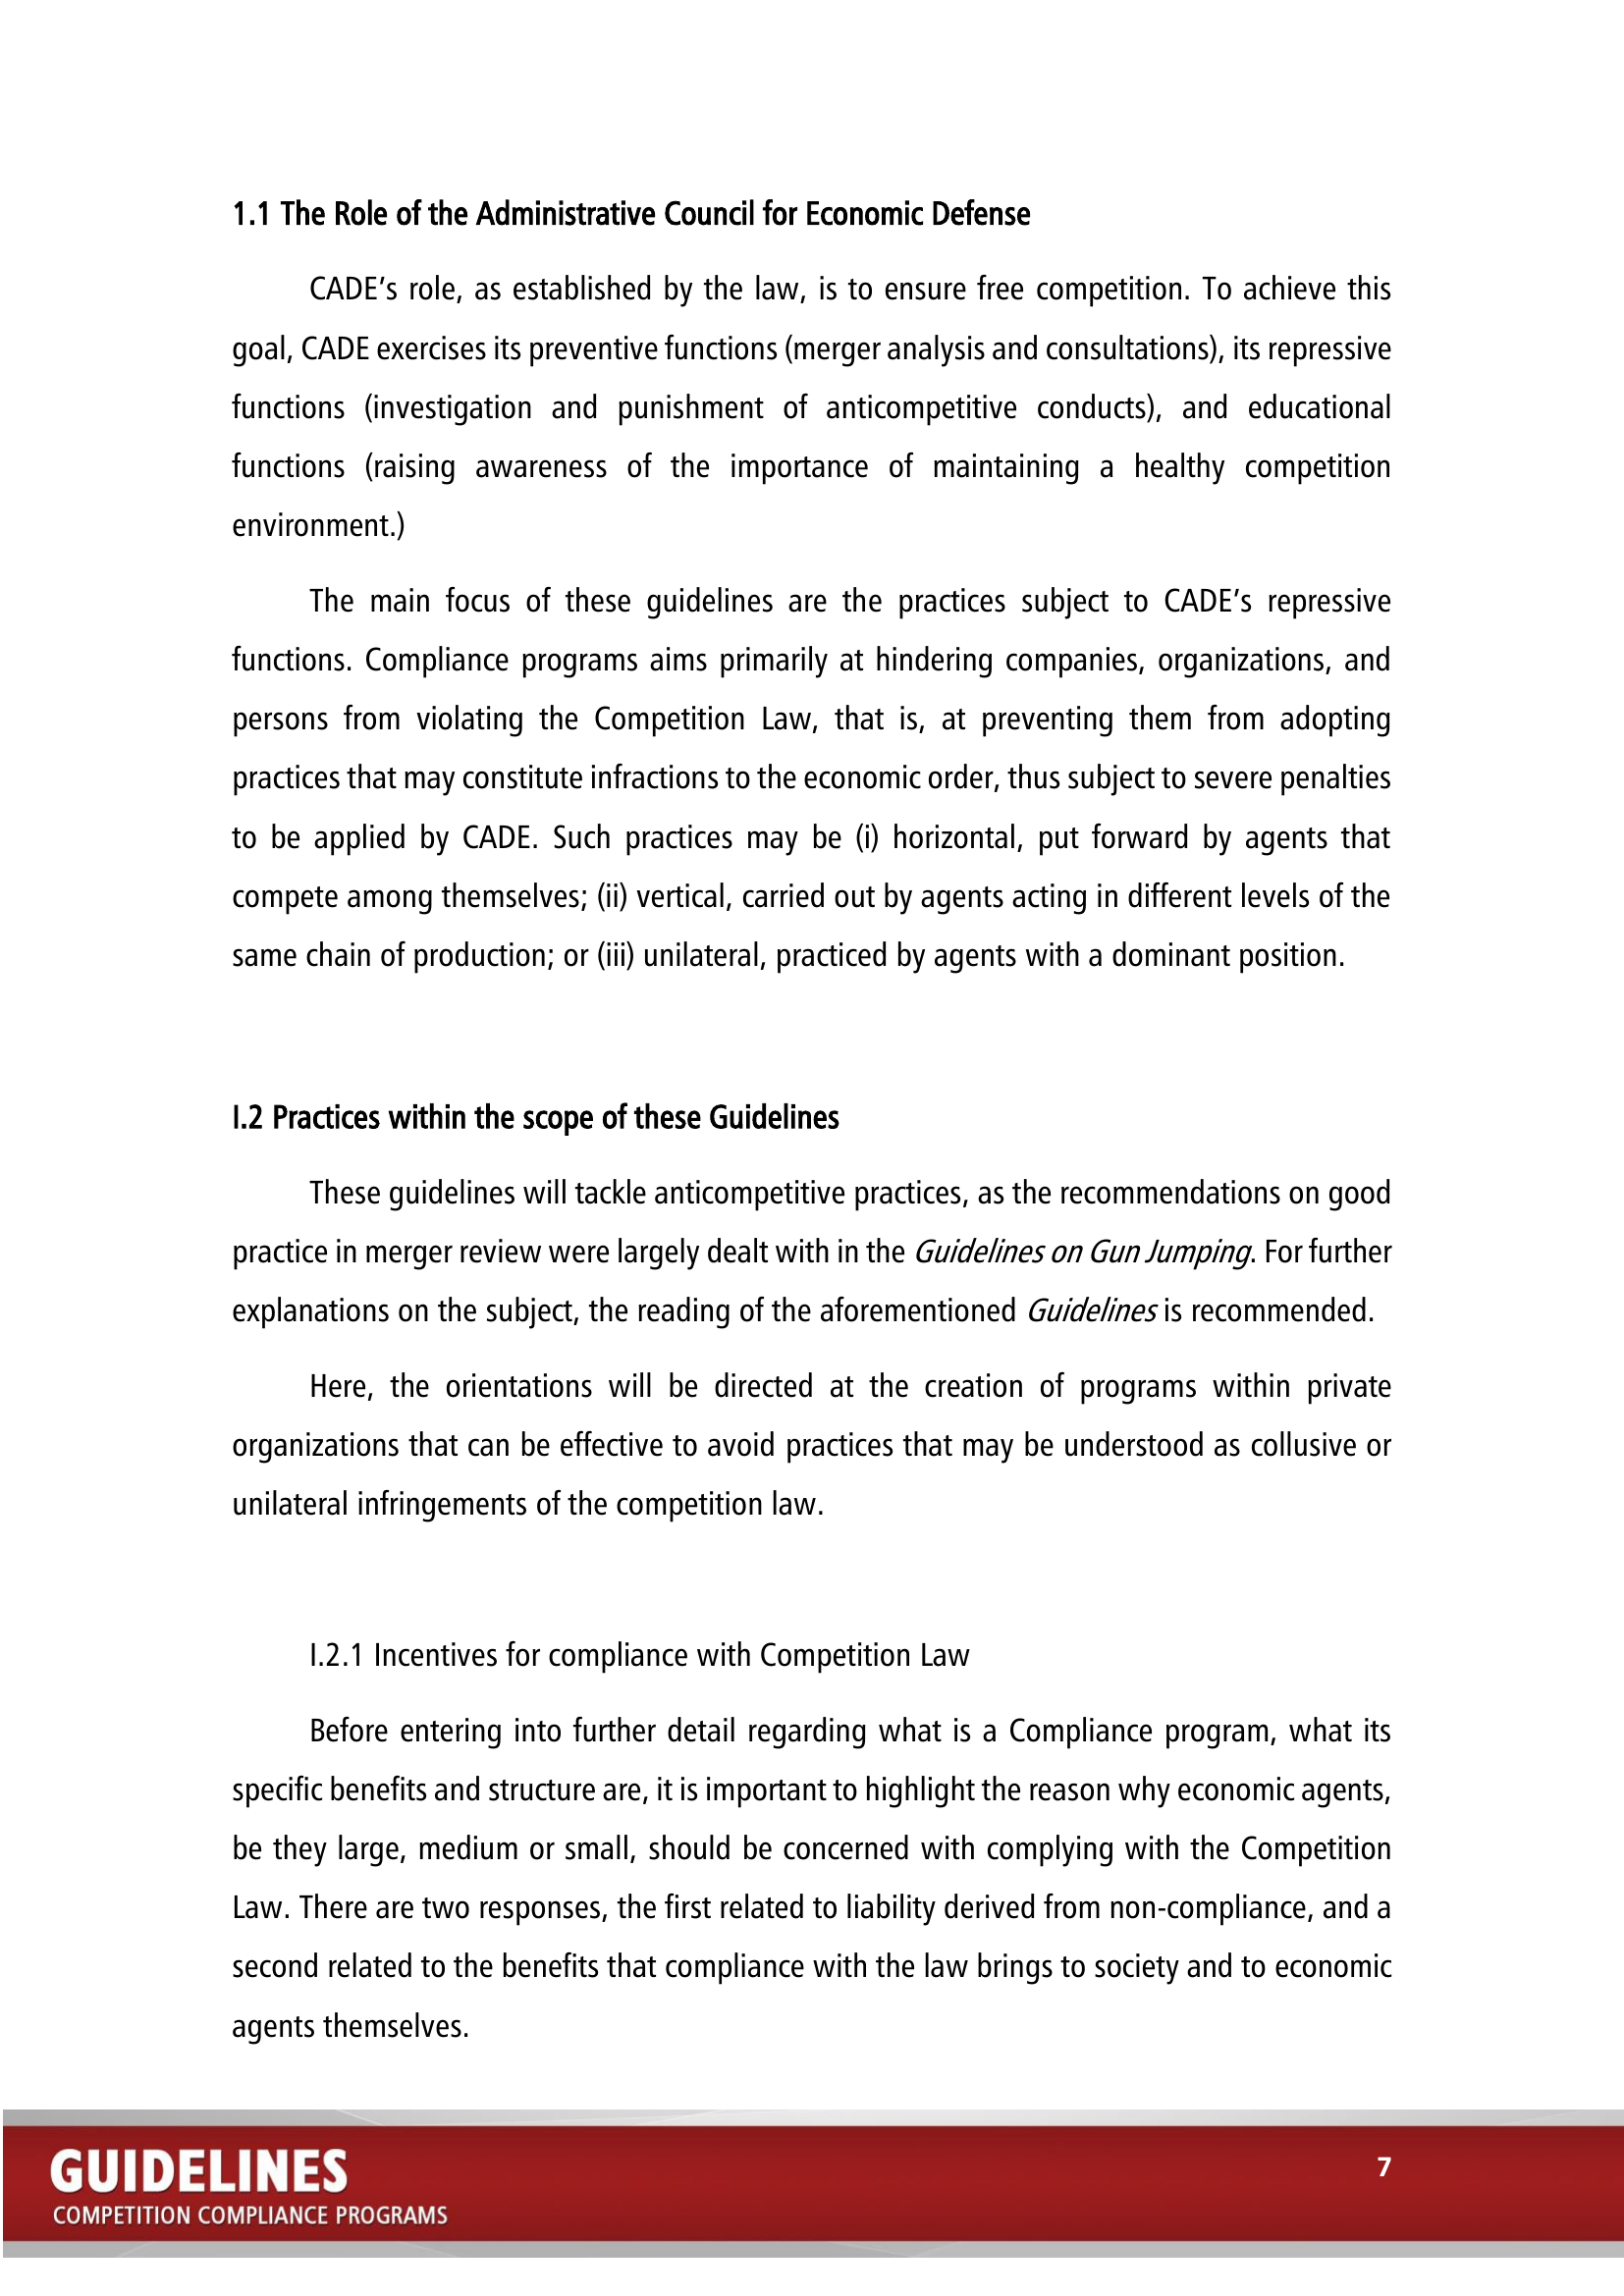 1.1 The Role of the Administrative Council for Economic Defense
CADE’s role, as established by the law, is to ensure free competition. To achieve this
goal, CADE exercises its preventive functions (merger analysis and consultations), its repressive
functions (investigation and punishment of anticompetitive conducts), and educational
functions (raising awareness of the importance of maintaining a healthy competition
environment.)
The main focus of these guidelines are the practices subject to CADE’s repressive
functions. Compliance programs aims primarily at hindering companies, organizations, and
persons from violating the Competition Law, that is, at preventing them from adopting
practices that may constitute infractions to the economic order, thus subject to severe penalties
to be applied by CADE. Such practices may be (i) horizontal, put forward by agents that
compete among themselves; (ii) vertical, carried out by agents acting in different levels of the
same chain of production; or (iii) unilateral, practiced by agents with a dominant position.
I.2 Practices within the scope of these Guidelines
These guidelines will tackle anticompetitive practices, as the recommendations on good
practice in merger review were largely dealt with in the Guidelines on Gun Jumping. For further
explanations on the subject, the reading of the aforementioned Guidelines is recommended.
Here, the orientations will be directed at the creation of programs within private
organizations that can be effective to avoid practices that may be understood as collusive or
unilateral infringements of the competition law.
I.2.1 Incentives for compliance with Competition Law
Before entering into further detail regarding what is a Compliance program, what its
specific benefits and structure are, it is important to highlight the reason why economic agents,
be they large, medium or small, should be concerned with complying with the Competition
Law. There are two responses, the first related to liability derived from non-compliance, and a
second related to the benefits that compliance with the law brings to society and to economic
agents themselves.
GUIDELINES
COMPETITION COMPLIANCE PROGRAMS
7